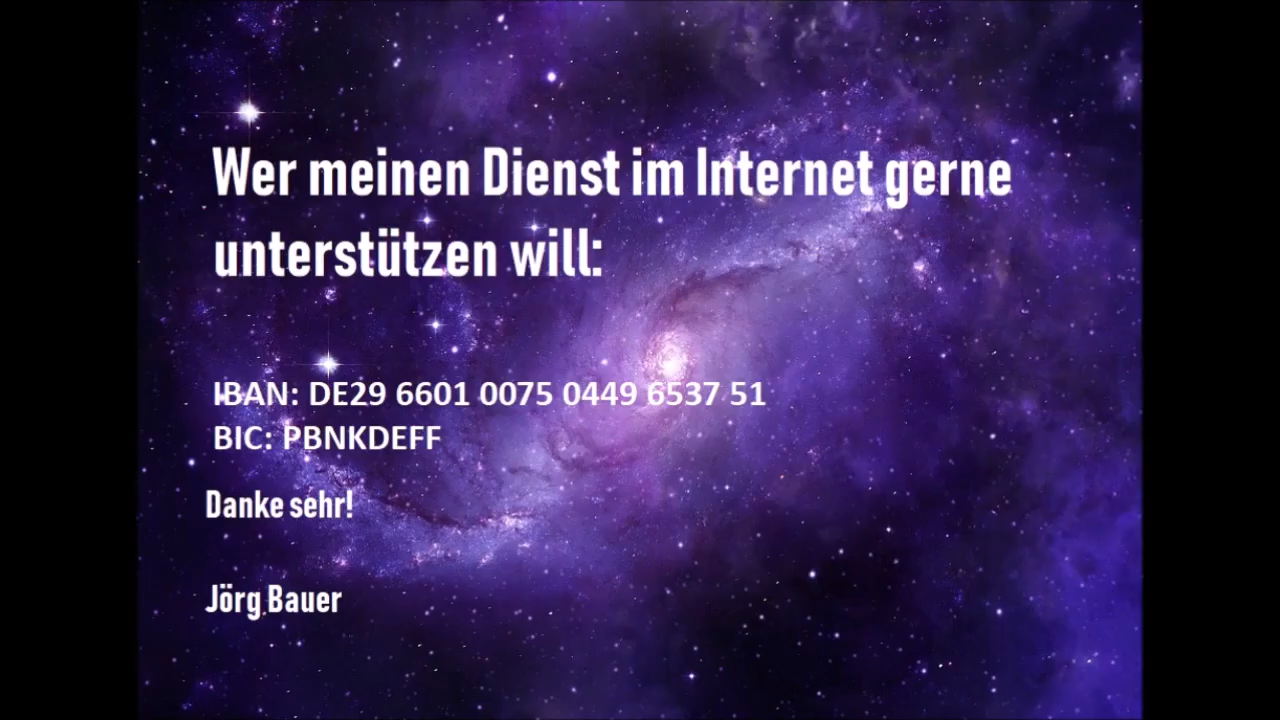 Wer meinen Dienst im Internet gerne
unterstützen will:
IBAN: DE29 6601 0075 0449 6537 51
BIC: PBNKDEFF
Danke sehr!
Jörg Bauer